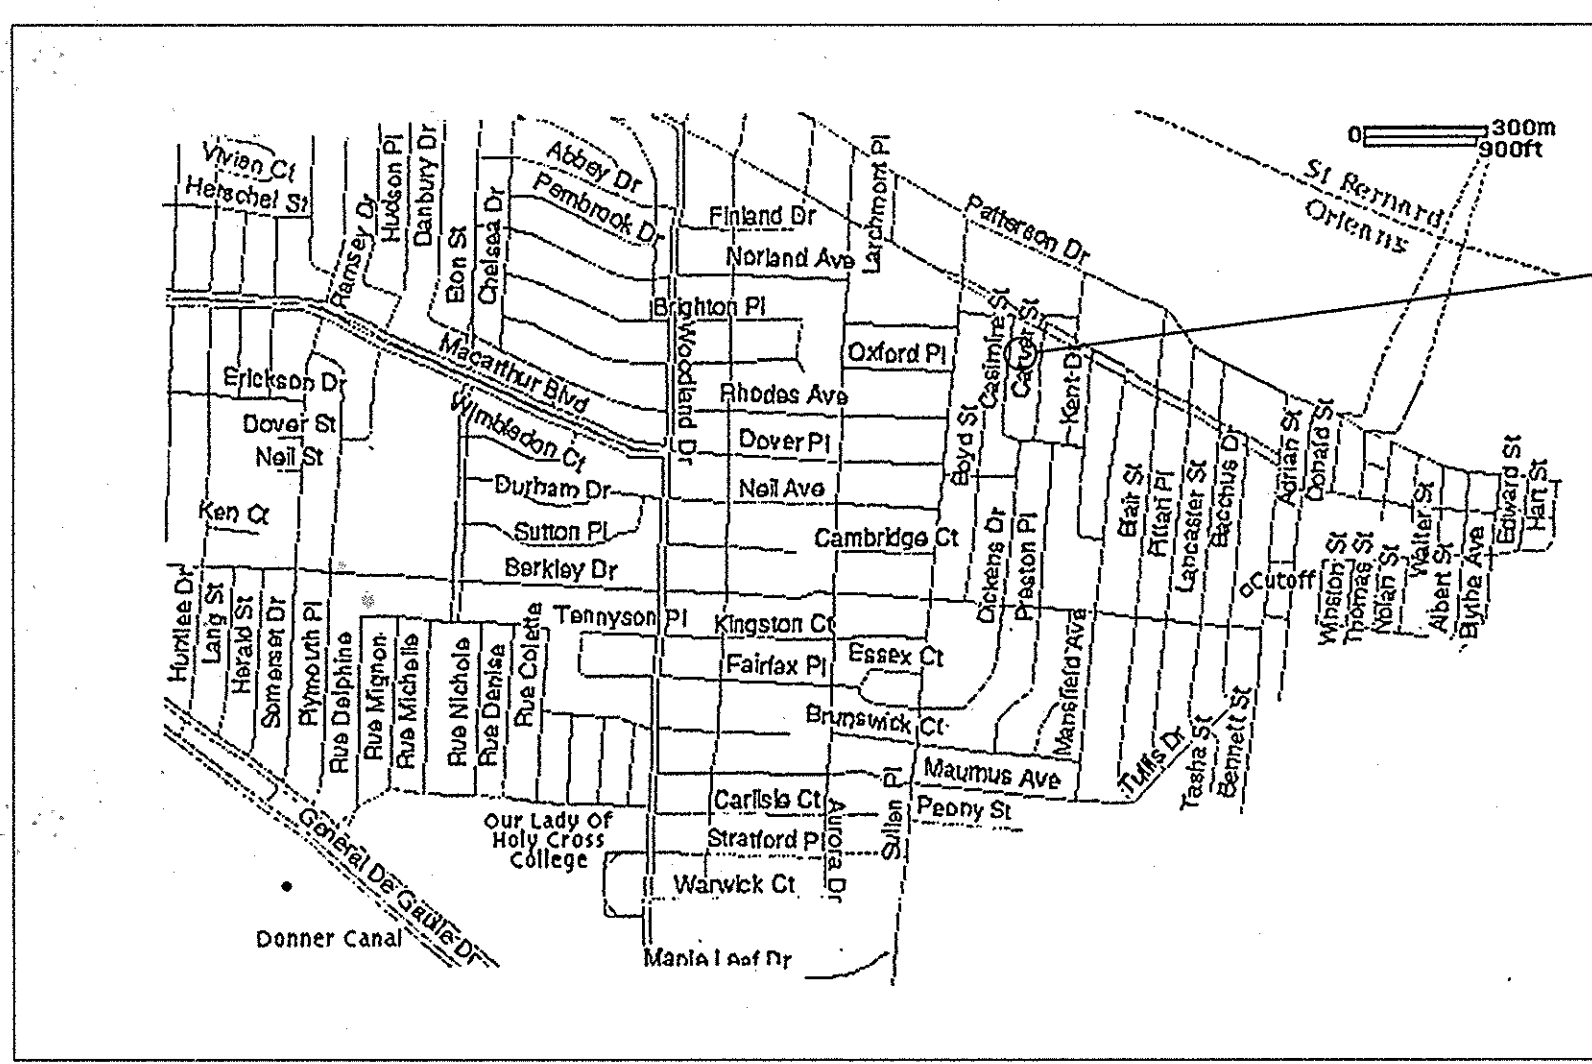 0 300m
900ft
St Bernard
Orleans
Vivian Ct
Herschel St
Ramsey Dr
Hudson Pl
Danbury Dr
Eton St
Chelsea Dr
Abbey Dr
Pembrook Dr
Finland Dr
Norland Ave
Larchmont Pl
Patterson Dr
Brighton Pl
Woodland Dr
Oxford Pl
Casimire St
Carver St
Kent Dr
Macarthur Blvd
Rhodes Ave
Erickson Dr
Dover St
Neil St
Wimbledon Ct
Dover Pl
Boyd St
Durham Dr
Neil Ave
Ken Ct
Sutton Pl
Cambridge Ct
Berkley Dr
Dickens Dr
Preston Pl
Blair St
Lancaster St
Bacchus Dr
Adrian St
Donald St
Edward St
Hart St
Cutoff
Winston St
Thomas St
Nolan St
Walter St
Albert St
Blythe Ave
Huntlee Dr
Lang St
Herald St
Somerset Dr
Plymouth Pl
Rue Delphine
Rue Mignon
Rue Michelle
Rue Nichole
Rue Denise
Rue Colette
Tennyson Pl
Kingston Ct
Fairfax Pl
Essex Ct
Brunswick Ct
Mansfield Ave
Maumus Ave
Tullis Dr
Tasha St
Bennett St
Peony St
Carlisle Ct
Aurora Dr
Sullen Pl
Our Lady Of
Holy Cross
College
Stratford Pl
Warwick Ct
General De Gaulle Dr
Donner Canal
Maple Leaf Dr